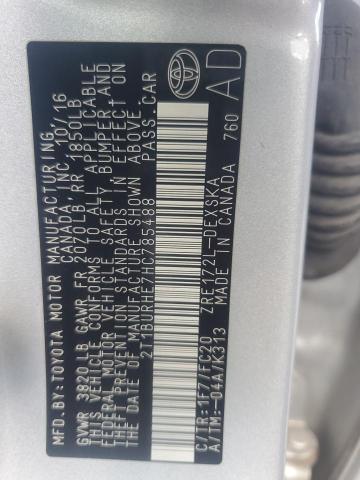 MFD.BY:TOYOTA MOTOR MANUFACTURING
CANADA, INC. 10/16
GVWR 3820LB GAWR FR 2070LB RR 1850LB
THIS VEHICLE CONFORMS TO ALL APPLICABLE
FEDERAL MOTOR VEHICLE SAFETY, BUMPER, AND
THEFT PREVENTION STANDARDS IN EFFECT ON
THE DATE OF MANUFACTURE SHOWN ABOVE.
2T1BURHE7HC785488 PASS.CAR
C/TR:1F7/FC20 ZRE172L-DEXSKA
A/TM:-04A/K313 MADE IN CANADA 760
AD